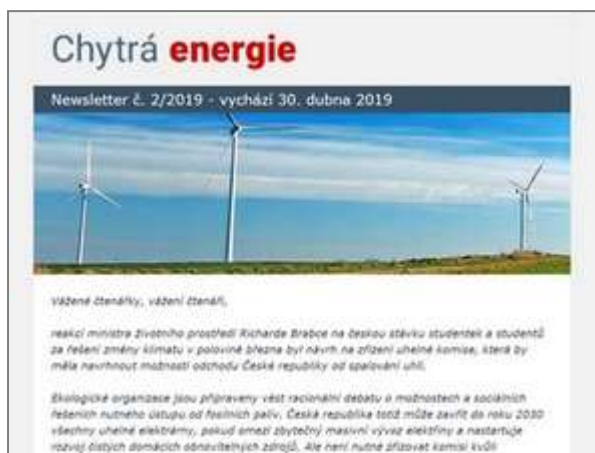 Chytrá energie
Newsletter č. 2/2019 - vychází 30. dubna 2019
Vážené čtenářky, vážení čtenáři,
reakcí ministra životního prostředí Richarda Brabce na českou stávku studentek a studentů
za řešení změny klimatu v polovině března byl návrh na zřízení uhelné komise, která by
měla navrhnout možnosti odchodu České republiky od spalování uhlí.
Ekologické organizace jsou připraveny vést racionální debatu o možnostech a sociálních
řešeních nutného ústupu od fosilních paliv. Česká republika totiž může zavřít do roku 2030
všechny uhelné elektrárny, pokud omezí zbytečný masivní vývoz elektřiny a nastartuje
rozvoj čistých domácích obnovitelných zdrojů. Ale není nutné zřizovat komisi kvůli